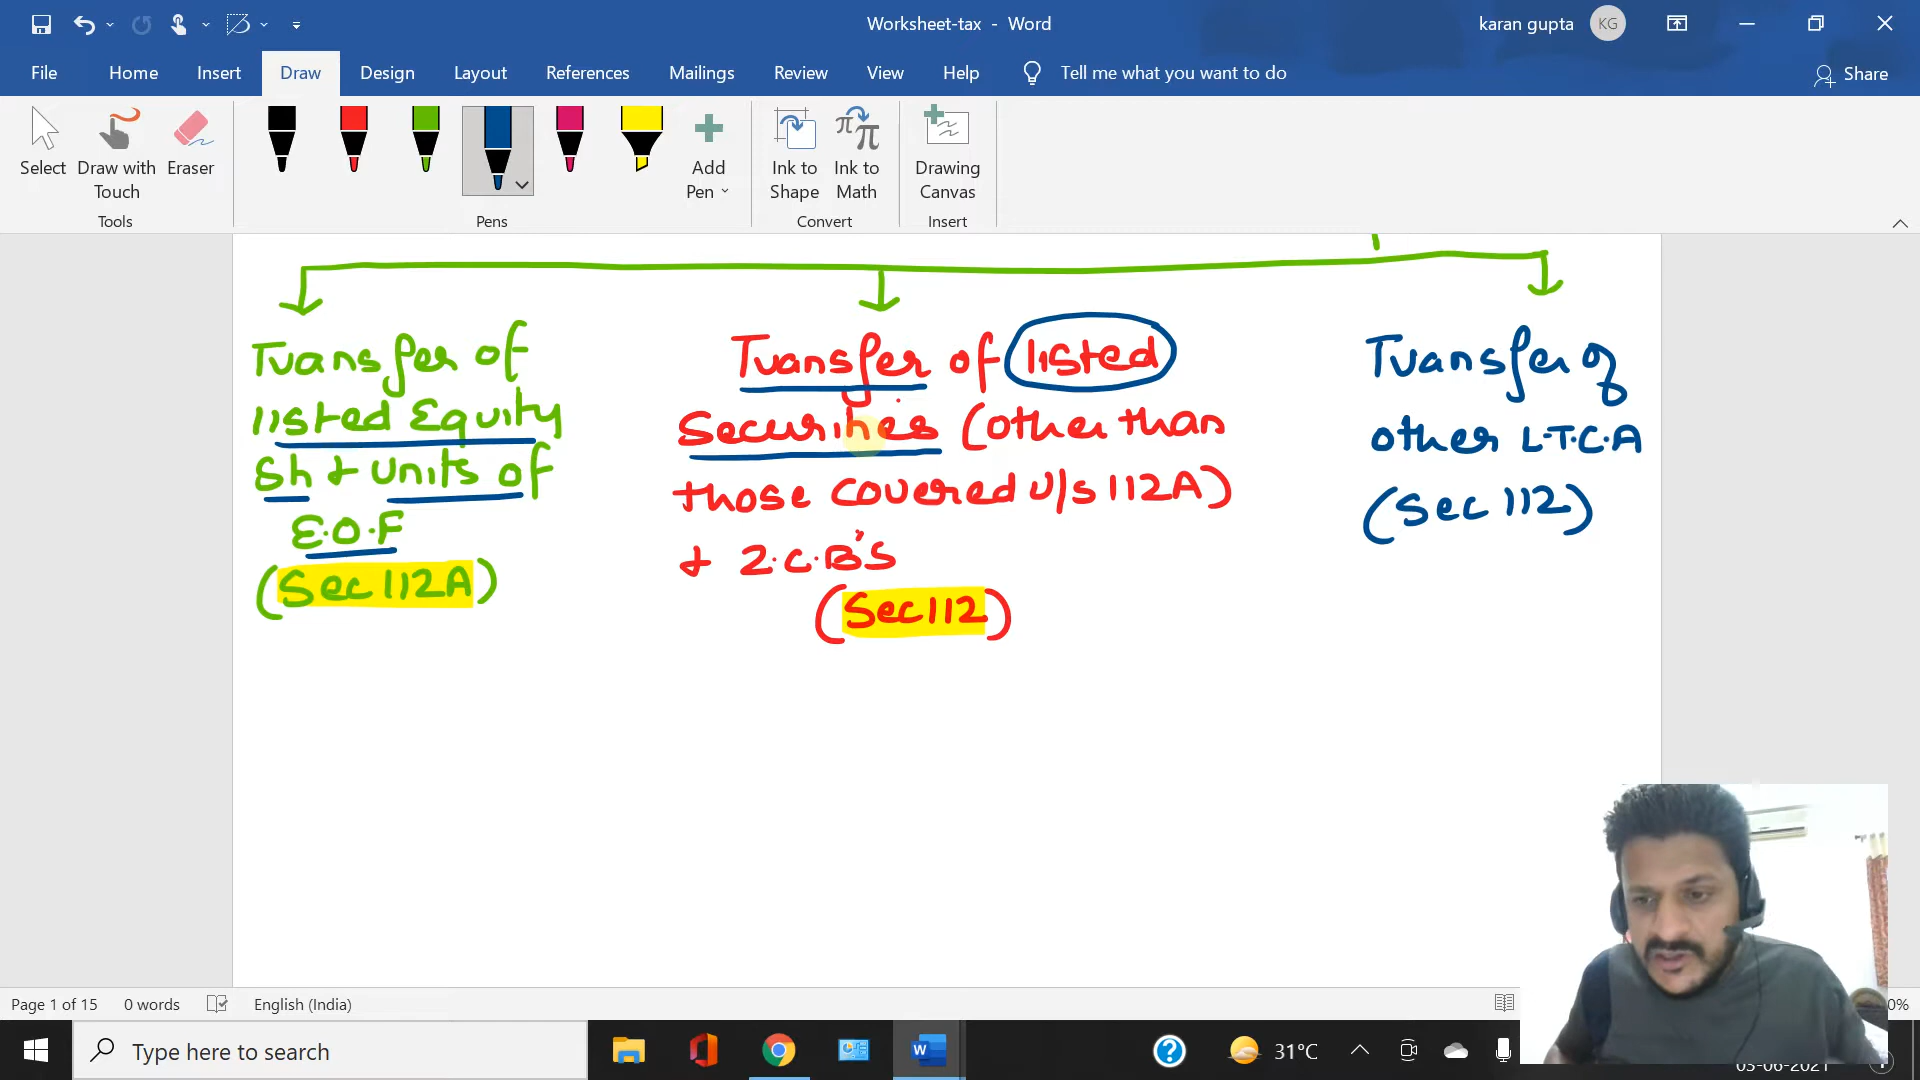 Worksheet-tax - Word
karan gupta
KG
File Home Insert Draw Design Layout References Mailings Review View Help Tell me what you want to do Share
Select
Draw with Touch
Eraser
Add Pen
Ink to Shape
Ink to Math
Drawing Canvas
Tools
Pens
Convert
Insert
Transfer of
listed Equity
Sh + units of
E.O.F
(Sec 112A)
Transfer of listed
Securities (other than
those covered u/s 112A)
+ Z.C.B's
(Sec 112)
Transfer of
other L.T.C.A
(Sec 112)
Page 1 of 15 0 words English (India)
0%
Type here to search
31°C
03-06-2021